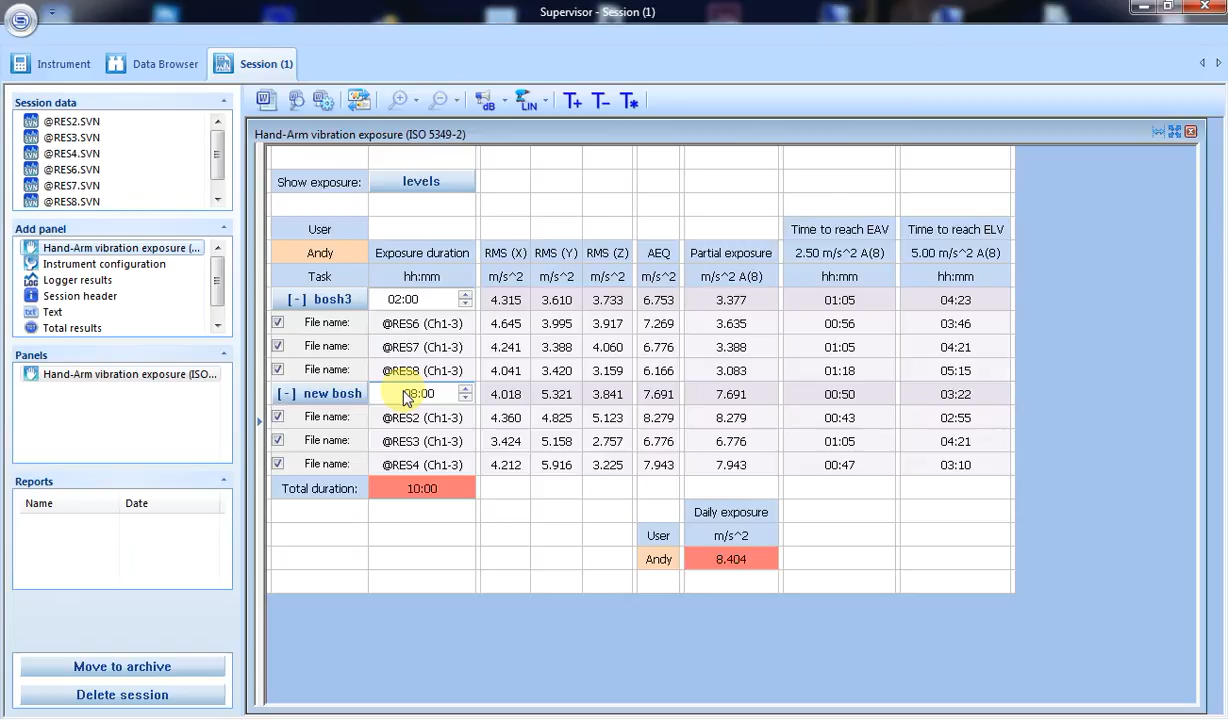 Supervisor - Session (1)
Instrument
Data Browser
Session (1)
Session data
@RES2.SVN
@RES3.SVN
@RES4.SVN
@RES6.SVN
@RES7.SVN
@RES8.SVN
Add panel
Hand-Arm vibration exposure (...
Instrument configuration
Logger results
Session header
Text
Total results
Panels
Hand-Arm vibration exposure (ISO...
Reports
Name Date
Move to archive
Delete session
dB LIN T+ T− T*
Hand-Arm vibration exposure (ISO 5349-2)
Show exposure: levels
User Time to reach EAV Time to reach ELV
Andy Exposure duration RMS (X) RMS (Y) RMS (Z) AEQ Partial exposure 2.50 m/s^2 A(8) 5.00 m/s^2 A(8)
Task hh:mm m/s^2 m/s^2 m/s^2 m/s^2 m/s^2 A(8) hh:mm hh:mm
[-] bosh3 02:00 4.315 3.610 3.733 6.753 3.377 01:05 04:23
File name: @RES6 (Ch1-3) 4.645 3.995 3.917 7.269 3.635 00:56 03:46
File name: @RES7 (Ch1-3) 4.241 3.388 4.060 6.776 3.388 01:05 04:21
File name: @RES8 (Ch1-3) 4.041 3.420 3.159 6.166 3.083 01:18 05:15
[-] new bosh 08:00 4.018 5.321 3.841 7.691 7.691 00:50 03:22
File name: @RES2 (Ch1-3) 4.360 4.825 5.123 8.279 8.279 00:43 02:55
File name: @RES3 (Ch1-3) 3.424 5.158 2.757 6.776 6.776 01:05 04:21
File name: @RES4 (Ch1-3) 4.212 5.916 3.225 7.943 7.943 00:47 03:10
Total duration: 10:00
Daily exposure
User m/s^2
Andy 8.404